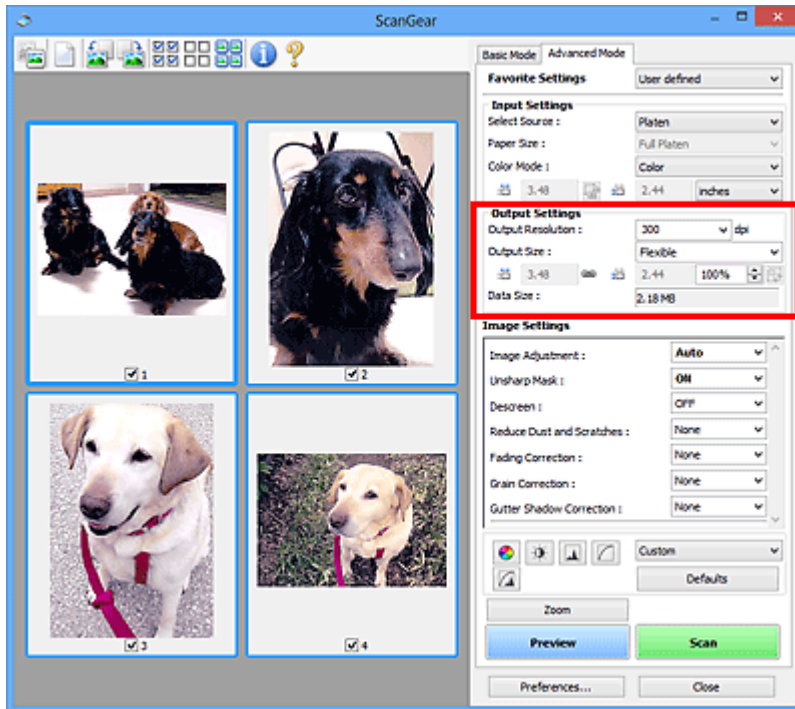 ScanGear
Basic Mode Advanced Mode
Favorite Settings User defined
Input Settings
Select Source : Platen
Paper Size : Full Platen
Color Mode : Color
3.48 2.44 inches
Output Settings
Output Resolution : 300 dpi
Output Size : Flexible
3.48 2.44 100%
Data Size : 2.18 MB
Image Settings
Image Adjustment : Auto
Unsharp Mask : ON
Descreen : OFF
Reduce Dust and Scratches : None
Fading Correction : None
Grain Correction : None
Gutter Shadow Correction : None
Custom
Defaults
Zoom
Preview Scan
Preferences... Close
1
2
3
4